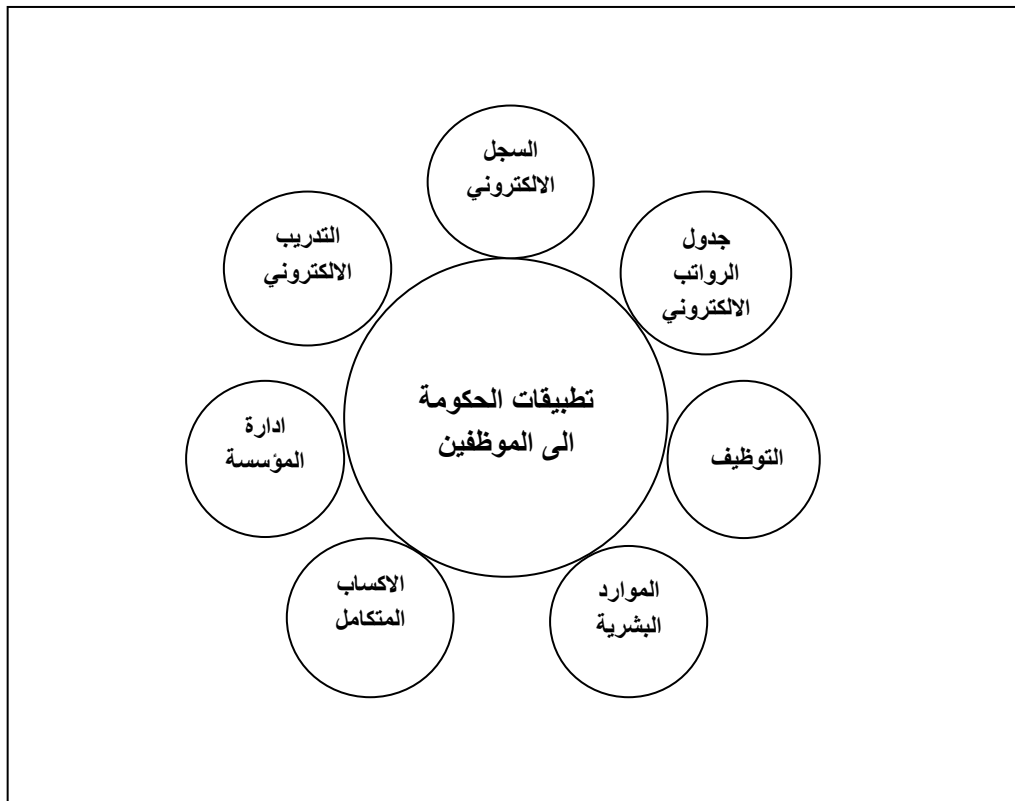 السجل
الالكتروني
جدول
الرواتب
الالكتروني
التدريب
الالكتروني
تطبيقات الحكومة
الى الموظفين
التوظيف
ادارة
المؤسسة
الموارد
البشرية
الاكساب
المتكامل